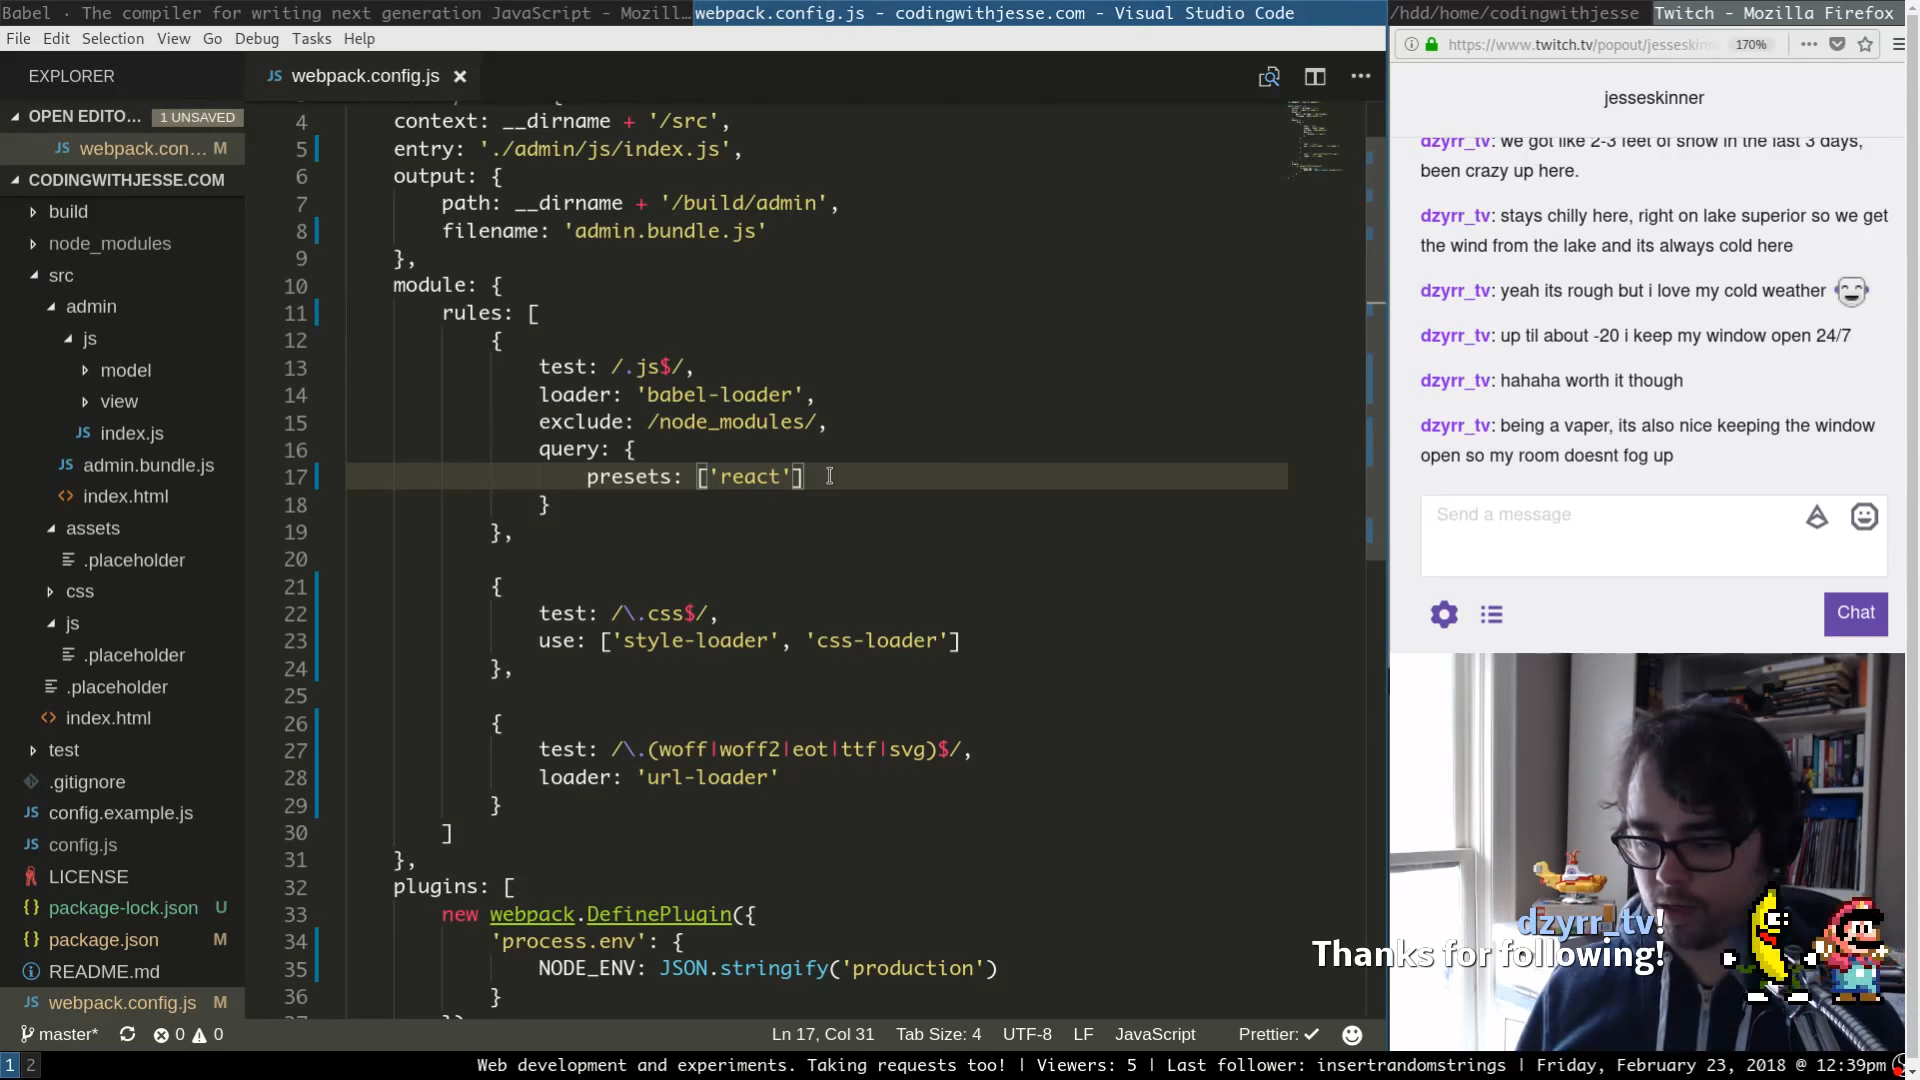 Babel · The compiler for writing next generation JavaScript - Mozill...
webpack.config.js - codingwithjesse.com - Visual Studio Code
/hdd/home/codingwithjesse
Twitch - Mozilla Firefox
File Edit Selection View Go Debug Tasks Help
https://www.twitch.tv/popout/jesseskinn
170%
EXPLORER
JS webpack.config.js
OPEN EDITO... 1 UNSAVED
JS webpack.con... M
CODINGWITHJESSE.COM
build
node_modules
src
admin
js
model
view
JS index.js
JS admin.bundle.js
<> index.html
assets
.placeholder
css
js
.placeholder
.placeholder
<> index.html
test
.gitignore
JS config.example.js
JS config.js
LICENSE
{} package-lock.json U
{} package.json M
README.md
JS webpack.config.js M
4 context: __dirname + '/src',
5 entry: './admin/js/index.js',
6 output: {
7 path: __dirname + '/build/admin',
8 filename: 'admin.bundle.js'
9 },
10 module: {
11 rules: [
12 {
13 test: /.js$/,
14 loader: 'babel-loader',
15 exclude: /node_modules/,
16 query: {
17 presets: ['react']
18 }
19 },
20
21 {
22 test: /\.css$/,
23 use: ['style-loader', 'css-loader']
24 },
25
26 {
27 test: /\.(woff|woff2|eot|ttf|svg)$/,
28 loader: 'url-loader'
29 }
30 ]
31 },
32 plugins: [
33 new webpack.DefinePlugin({
34 'process.env': {
35 NODE_ENV: JSON.stringify('production')
36 }
jesseskinner
dzyrr_tv: we got like 2-3 feet of snow in the last 3 days,
been crazy up here.
dzyrr_tv: stays chilly here, right on lake superior so we get
the wind from the lake and its always cold here
dzyrr_tv: yeah its rough but i love my cold weather
dzyrr_tv: up til about -20 i keep my window open 24/7
dzyrr_tv: hahaha worth it though
dzyrr_tv: being a vaper, its also nice keeping the window
open so my room doesnt fog up
Send a message
Chat
dzyrr_tv!
Thanks for following!
master* 0 0
Ln 17, Col 31 Tab Size: 4 UTF-8 LF JavaScript Prettier: ✓
1 2
Web development and experiments. Taking requests too! | Viewers: 5 | Last follower: insertrandomstrings | Friday, February 23, 2018 @ 12:39pm